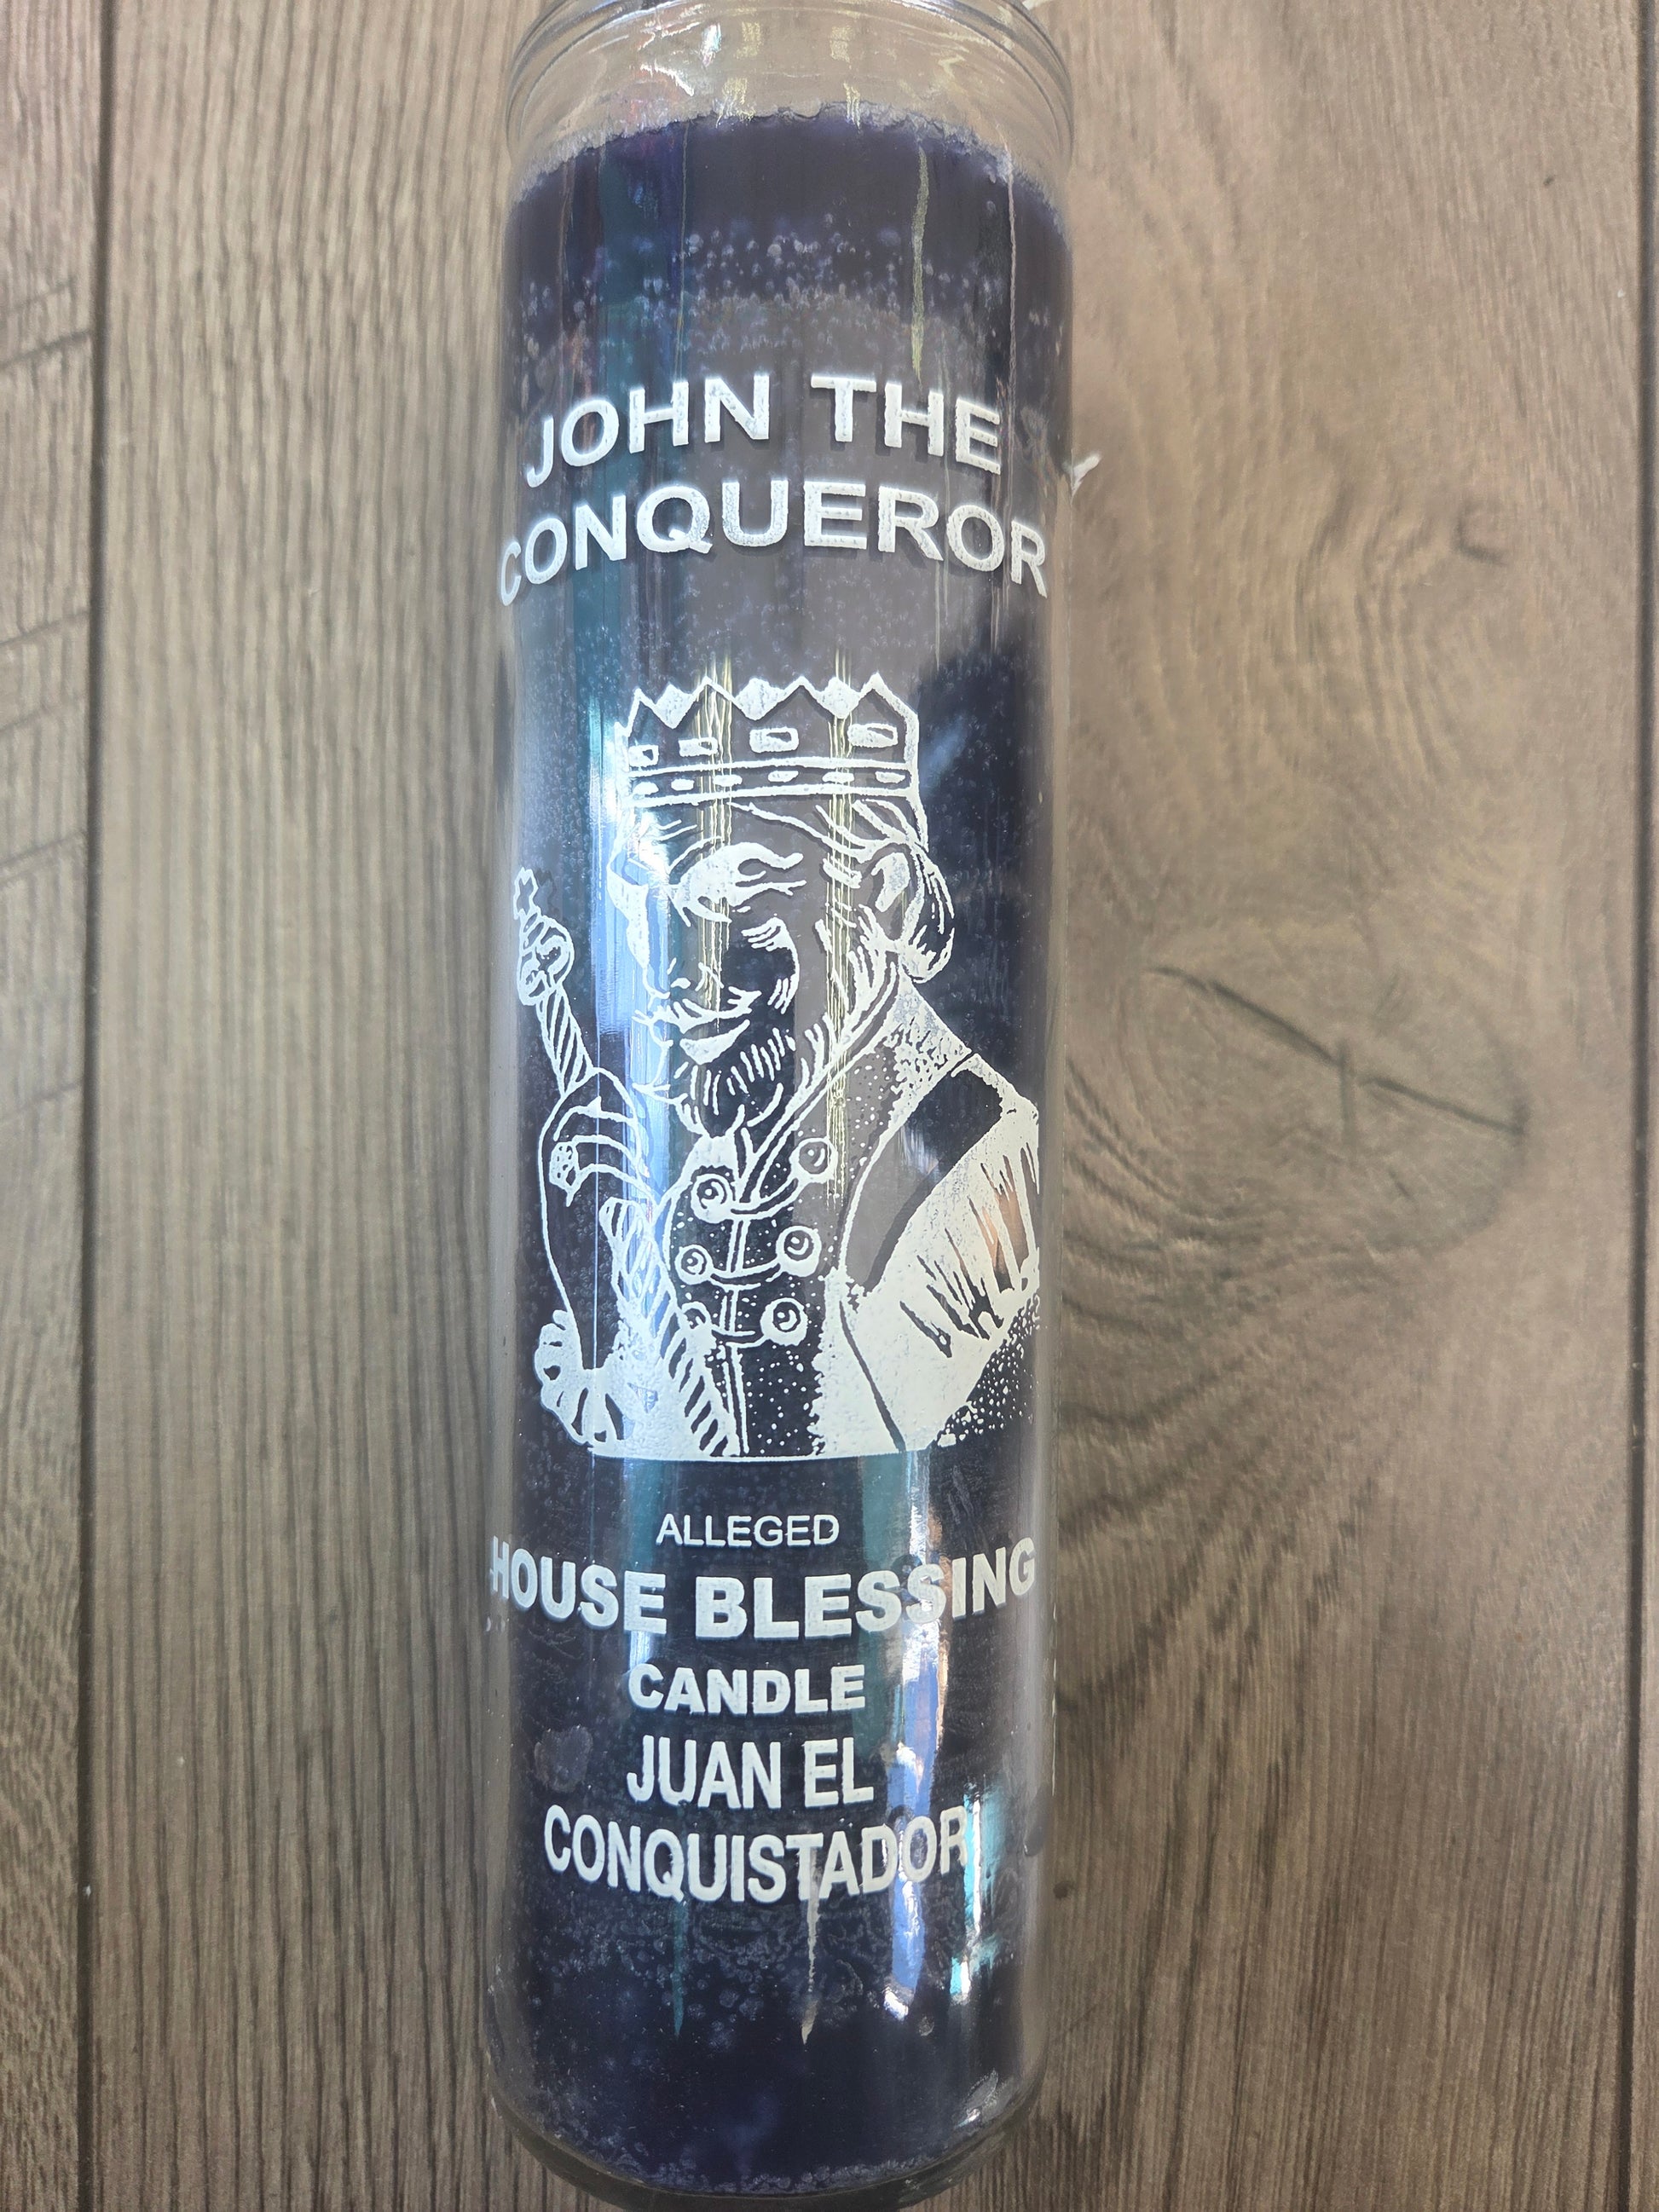 JOHN THE
CONQUEROR
ALLEGED
HOUSE BLESSING
CANDLE
JUAN EL
CONQUISTADOR